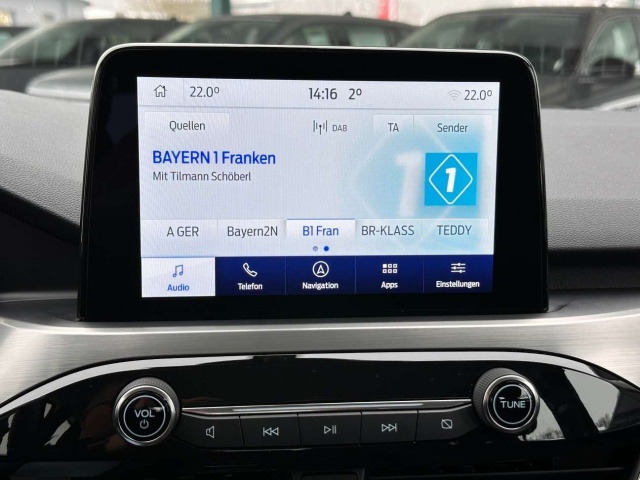 22.0° 14:16 2° 22.0°
Quellen DAB TA Sender
BAYERN 1 Franken
Mit Tilmann Schöberl
1
1
A GER Bayern2N B1 Fran BR-KLASS TEDDY
Audio Telefon Navigation Apps Einstellungen
VOL TUNE